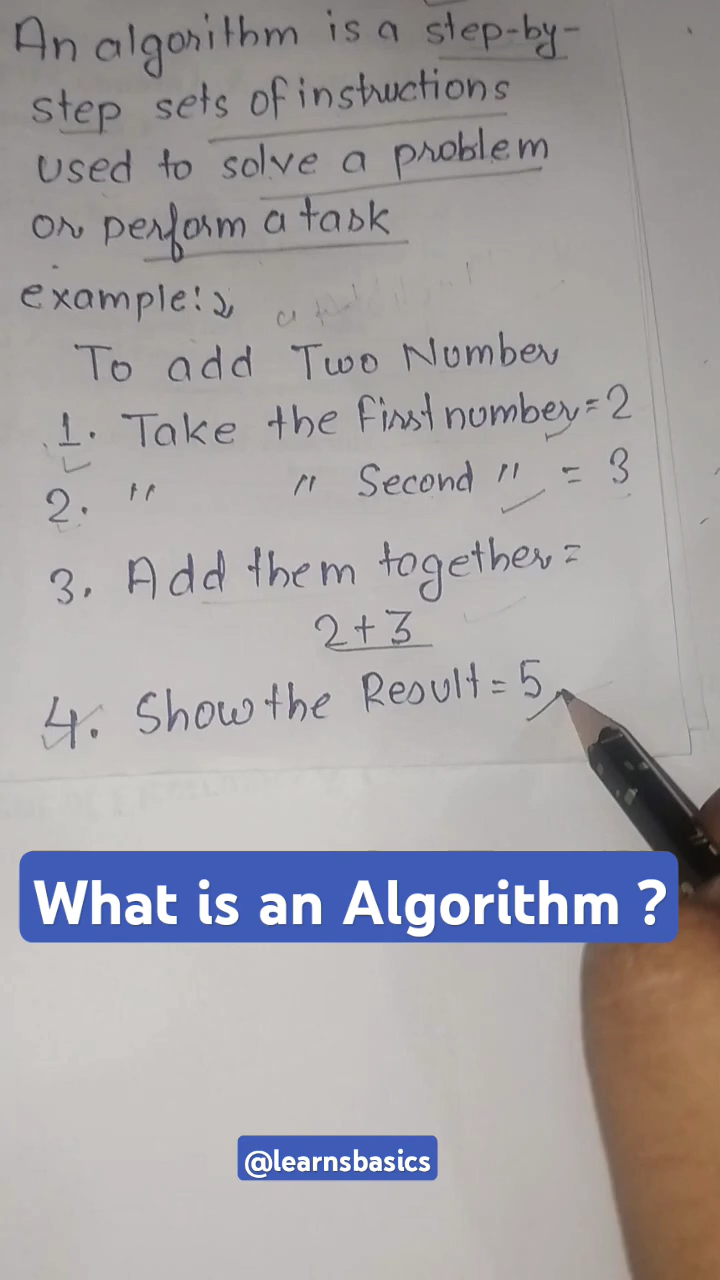 An algorithm is a step-by-
step sets of instructions
used to solve a problem
or perform a task
example:
To add Two Number
1. Take the first number = 2
2. " " Second " = 3
3. Add them together =
2+3
4. Show the Result = 5
What is an Algorithm ?
@learnsbasics